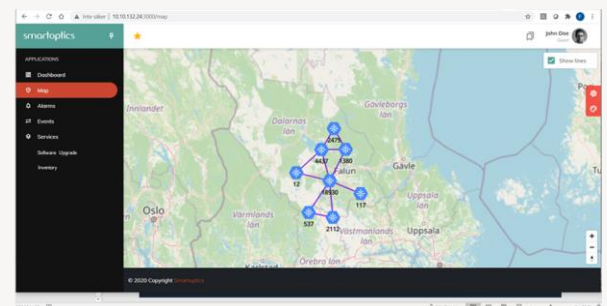 Inte säker | 10.10.132.24:3000/map
smartoptics
John Doe
APPLICATIONS
Dashboard
Map
Alarms
Events
Services
Software Upgrade
Inventory
Show lines
Innlandet
Dalarnas
län
Gävleborgs
län
2475
4437
1380
Falun
Gävle
12
18930
117
Oslo
Värmlands
län
Uppsala
län
537
2112
Västmanlands
län
Uppsala
Örebro län
Karlstad
+
−
© 2020 Copyright Smartoptics